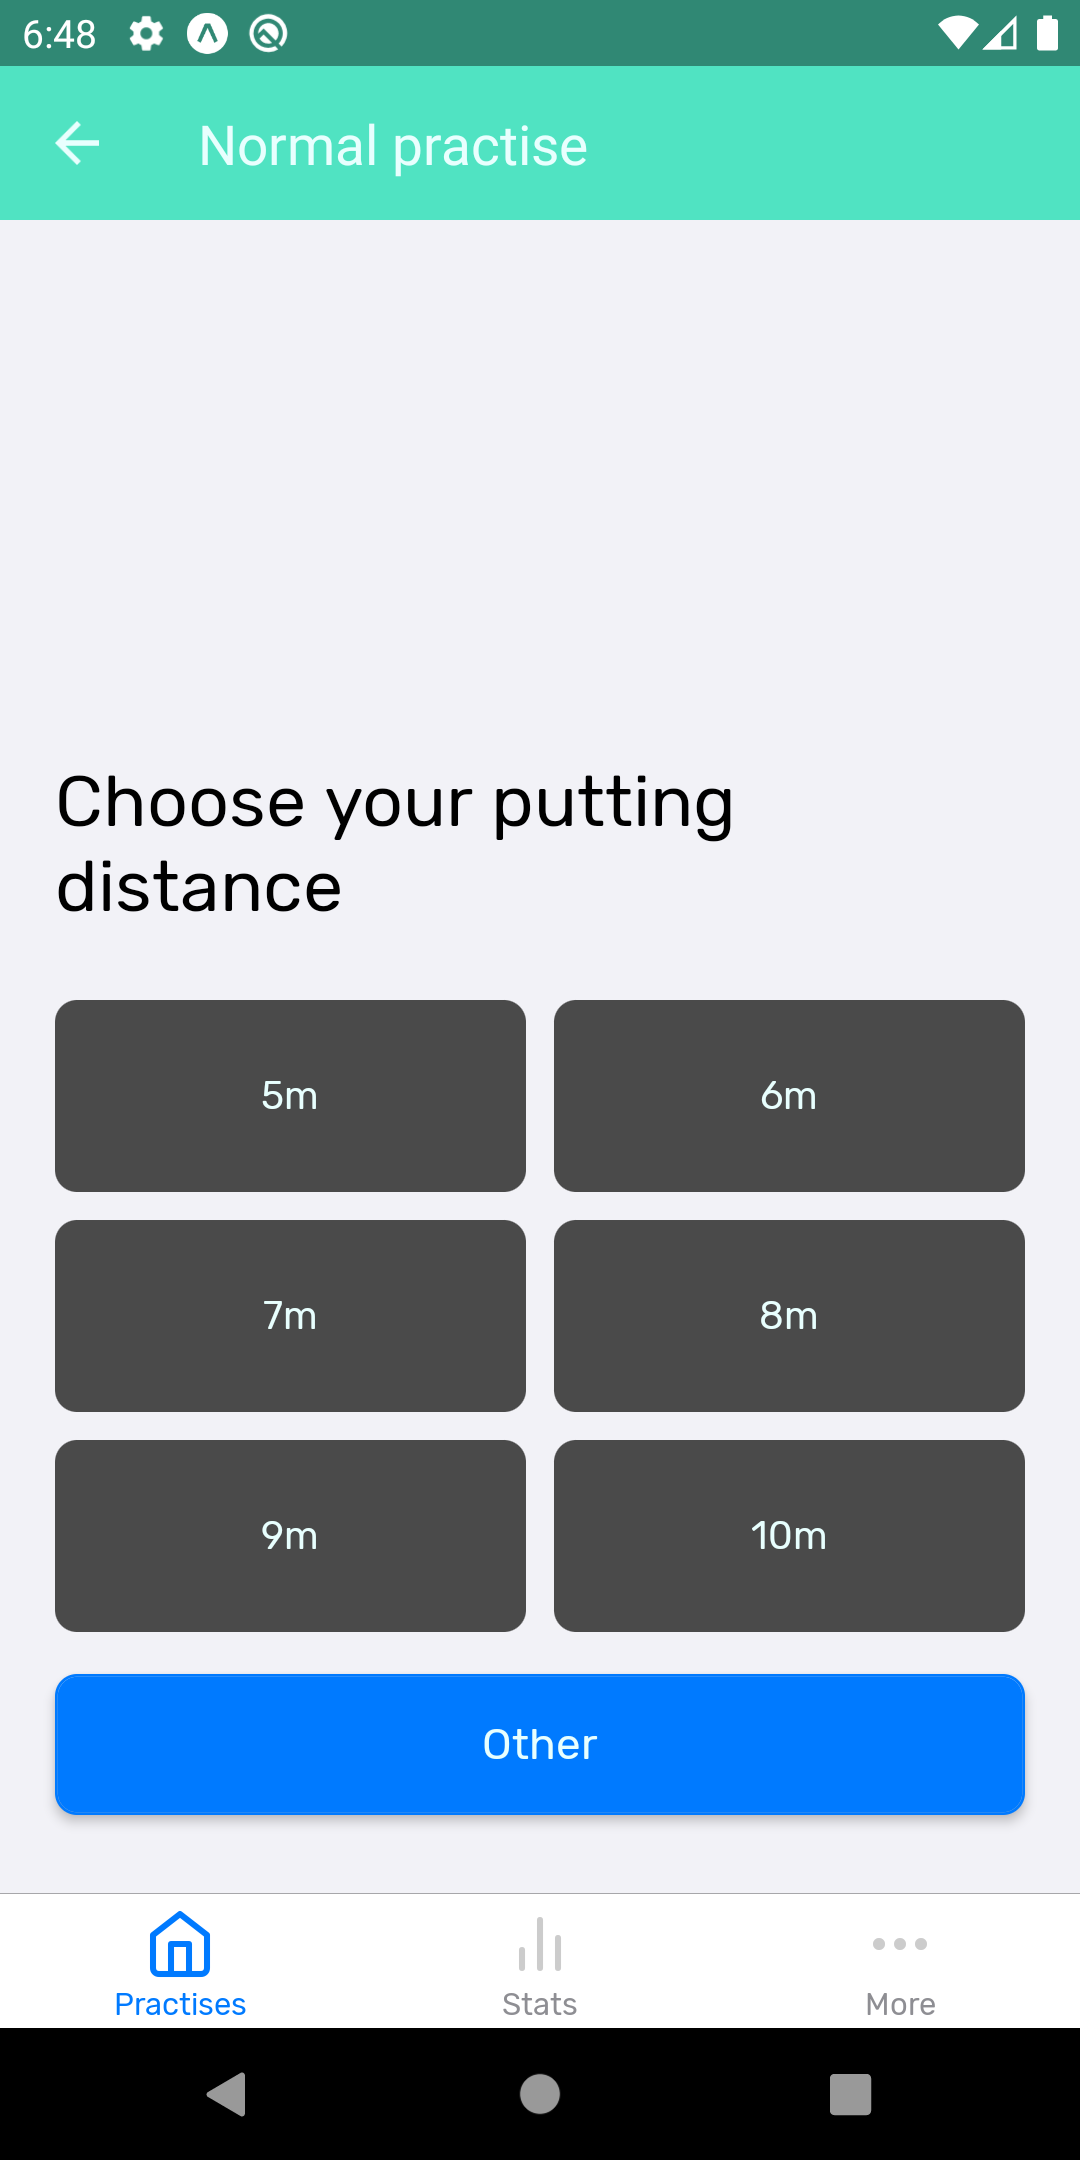 6:48
Normal practise
Choose your putting
distance
5m
6m
7m
8m
9m
10m
Other
Practises
Stats
More